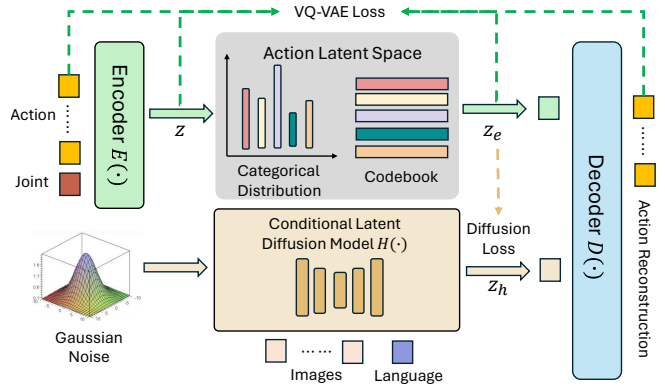 VQ-VAE Loss
Action
......
Joint
Encoder E(·)
z
Action Latent Space
Categorical
Distribution
Codebook
z_e
Decoder D(·)
......
Action Reconstruction
Gaussian
Noise
Conditional Latent
Diffusion Model H(·)
Diffusion
Loss
z_h
......
Images
Language